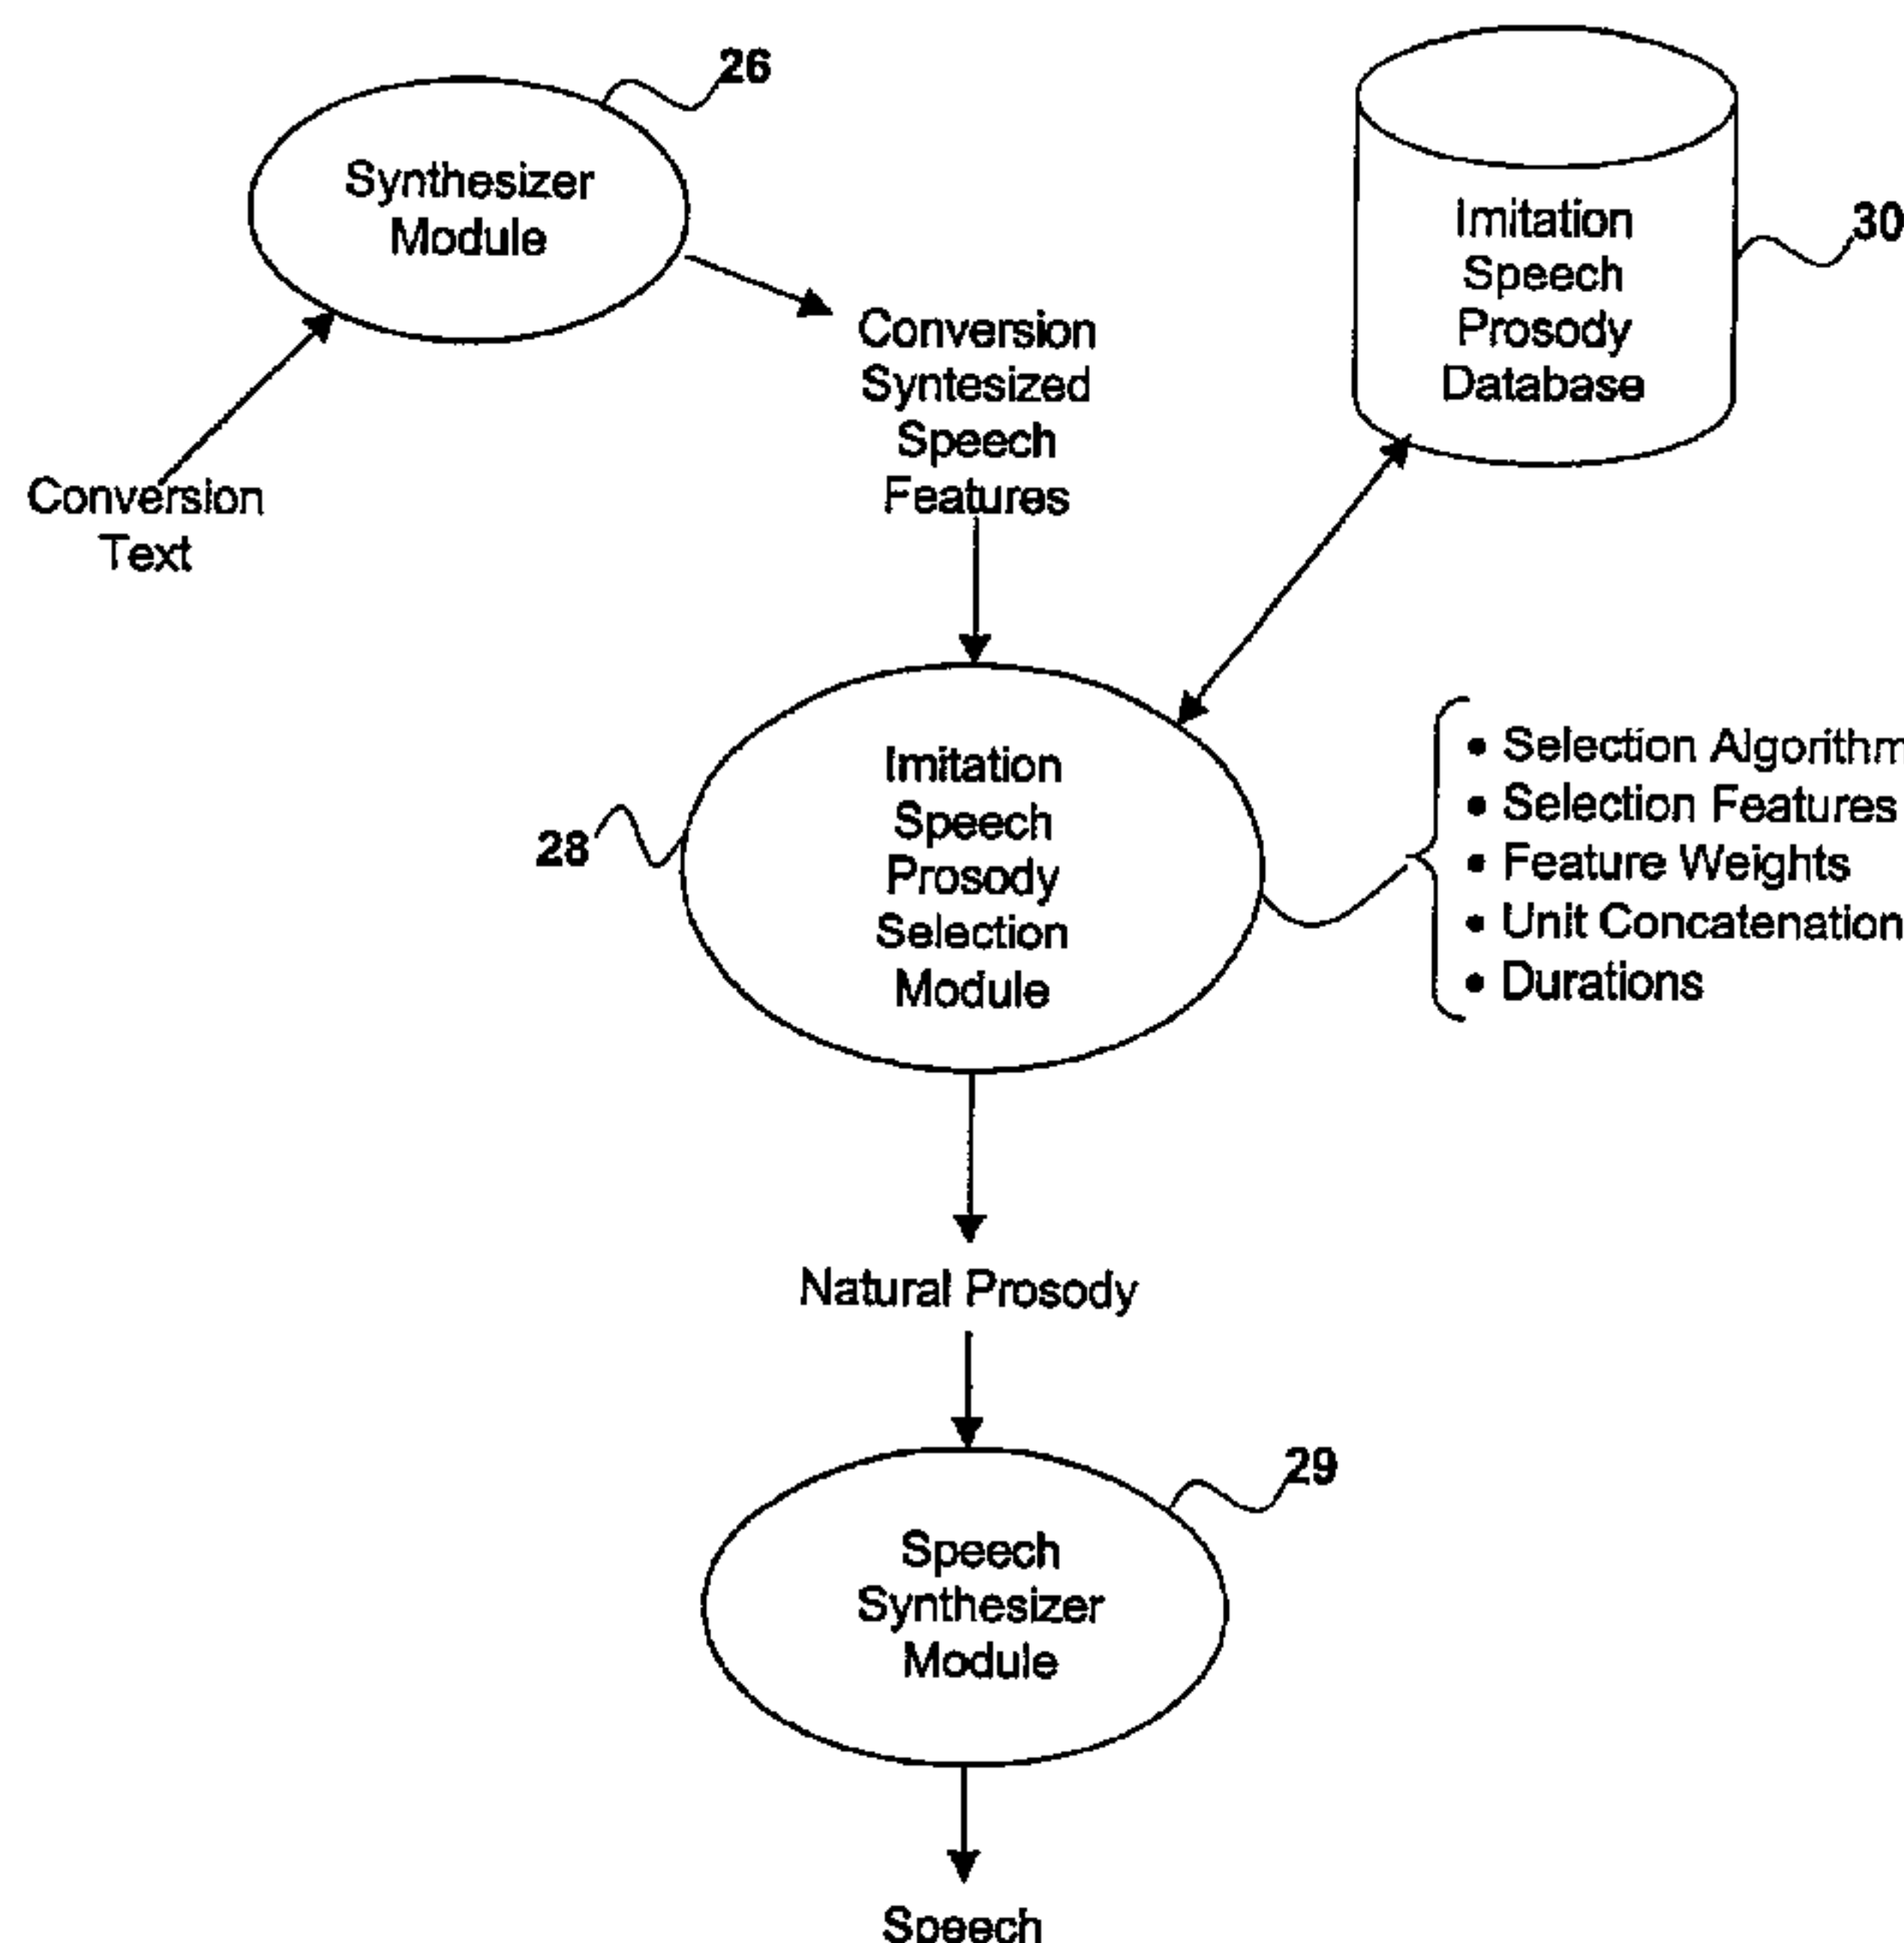 26
Synthesizer
Module
30
Imitation
Speech
Prosody
Database
Conversion
Syntesized
Speech
Features
Conversion
Text
28
Imitation
Speech
Prosody
Selection
Module
• Selection Algorithm
• Selection Features
• Feature Weights
• Unit Concatenation
• Durations
Natural Prosody
29
Speech
Synthesizer
Module
Speech